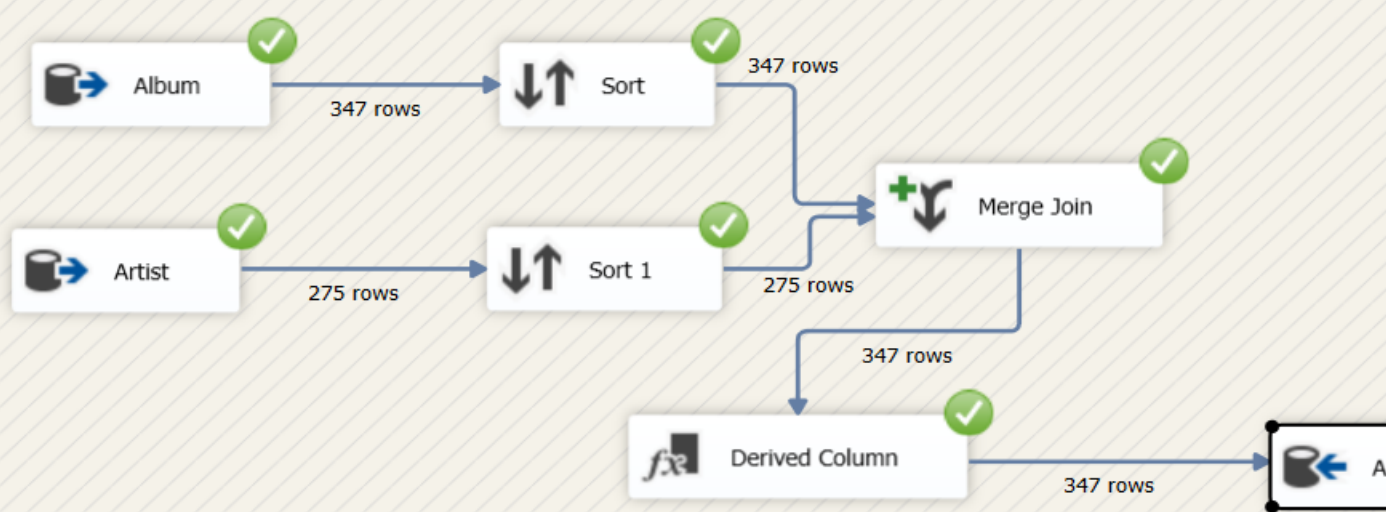 Album
347 rows
Sort
347 rows
Artist
275 rows
Sort 1
275 rows
Merge Join
347 rows
Derived Column
347 rows